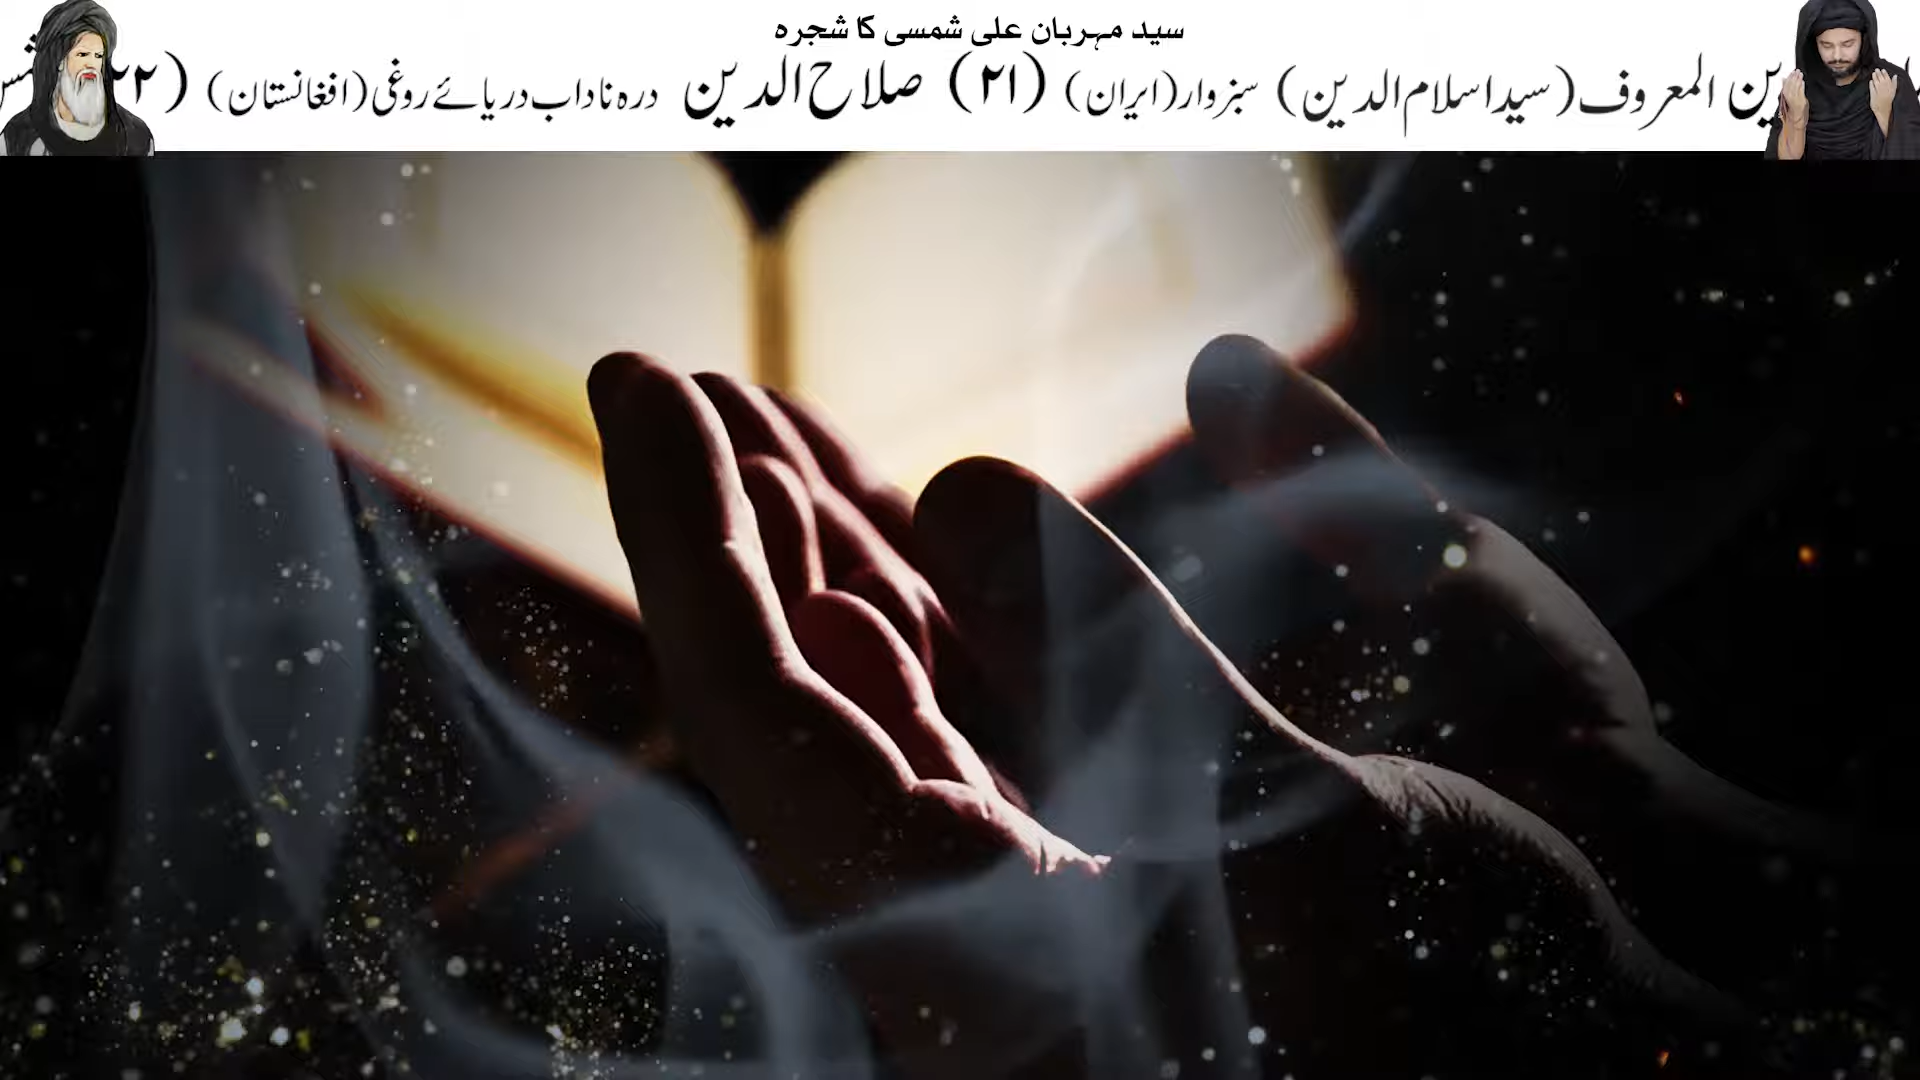 سید مہربان علی شمسی کا شجرہ
المعروف (سید اسلام الدین) سبزوار (ایران) (۲۱) صلاح الدین درہ ناداب دریائے روغی (افغانستان) (۲۲